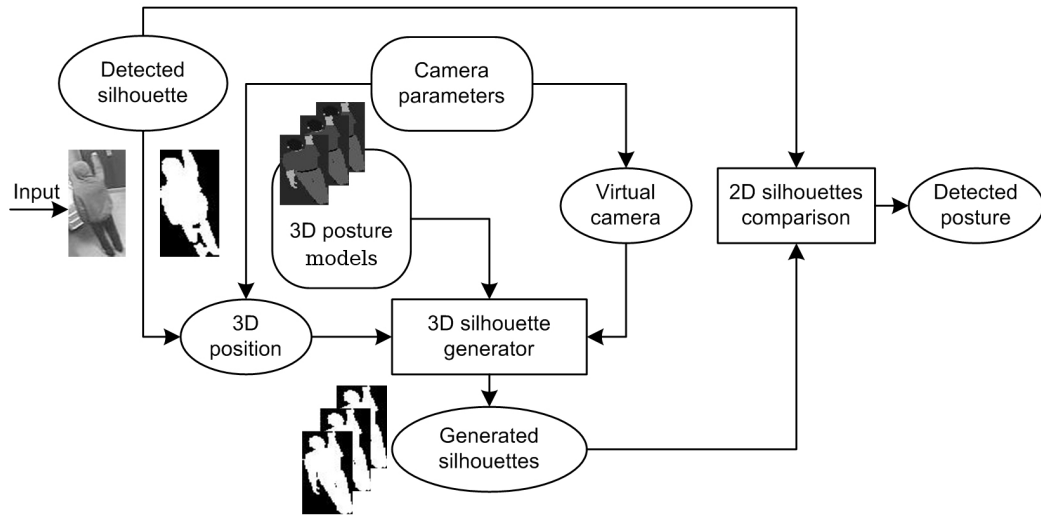 Detected
silhouette
Camera
parameters
Input
3D posture
models
Virtual
camera
2D silhouettes
comparison
Detected
posture
3D
position
3D silhouette
generator
Generated
silhouettes